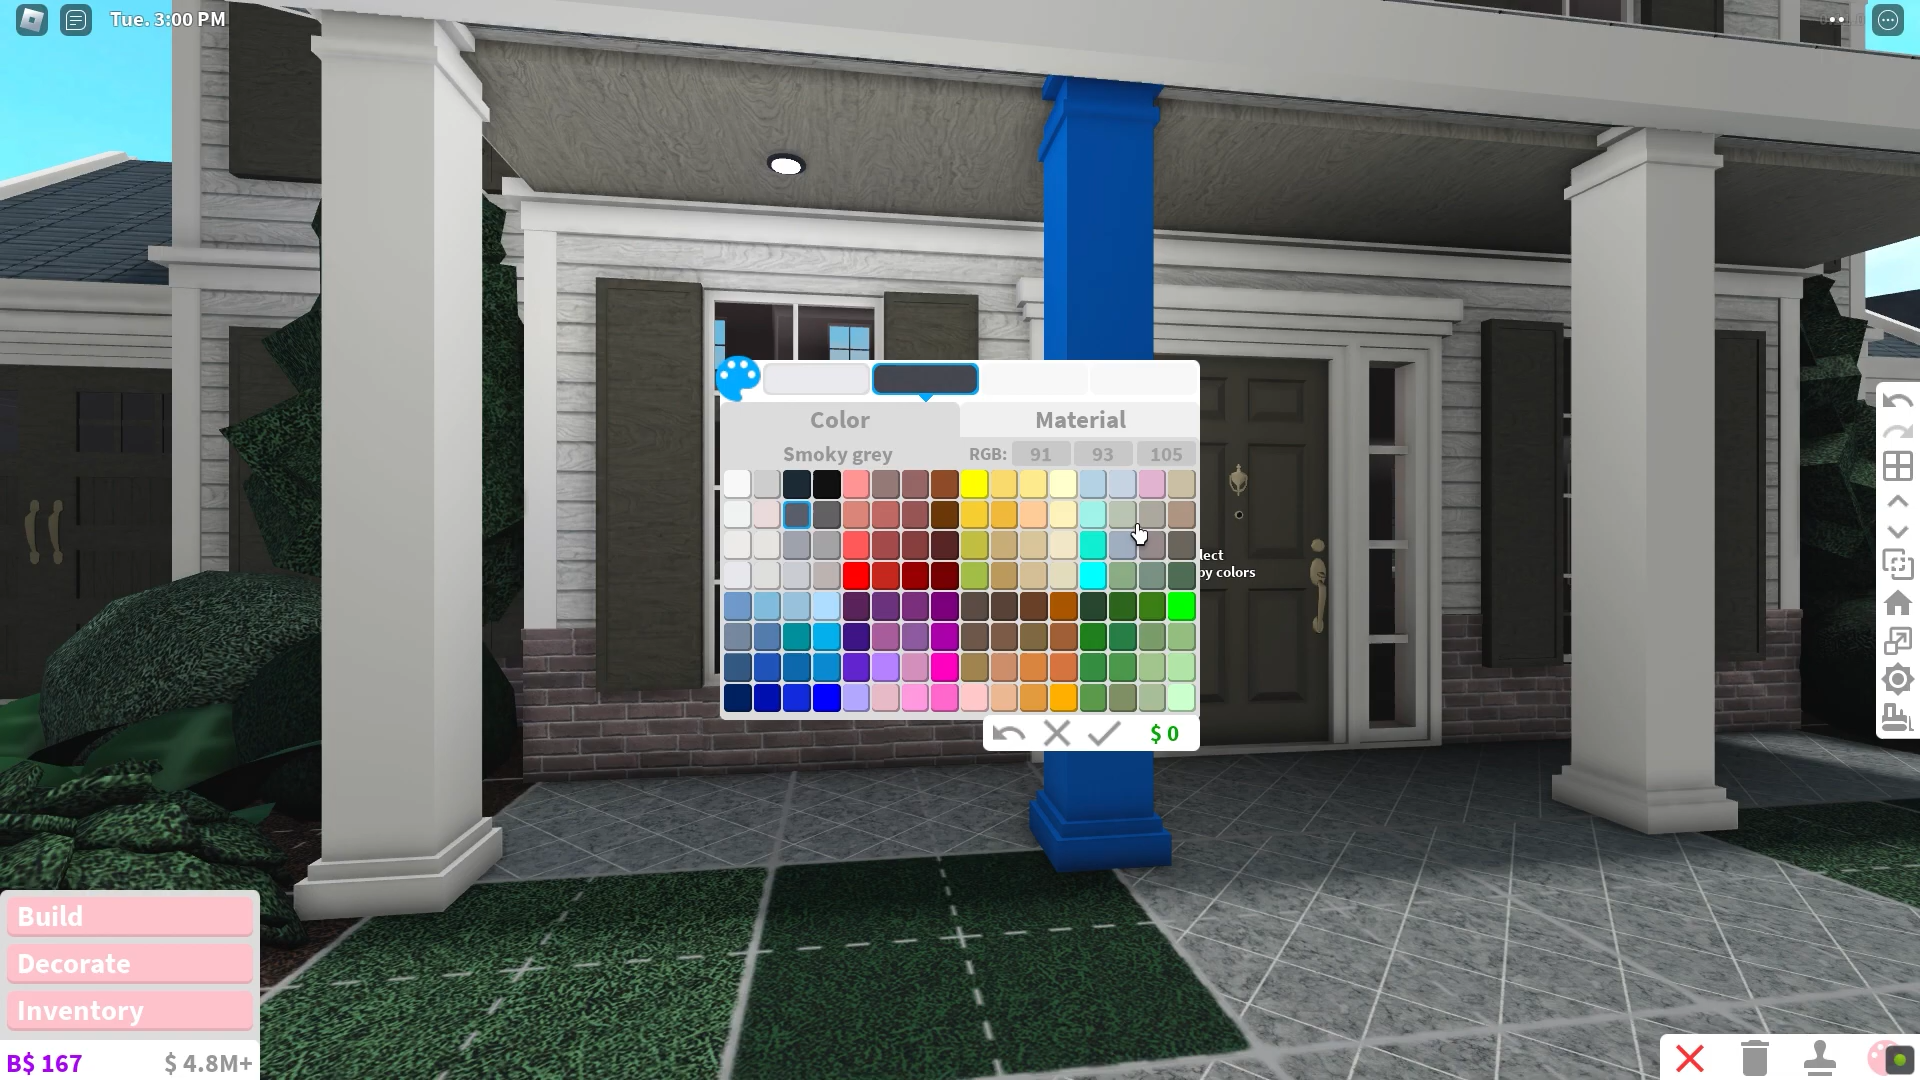 Tue. 3:00 PM
Color
Material
Smoky grey
RGB: 91 93 105
lect
by colors
$ 0
Build
Decorate
Inventory
B$ 167
$ 4.8M+